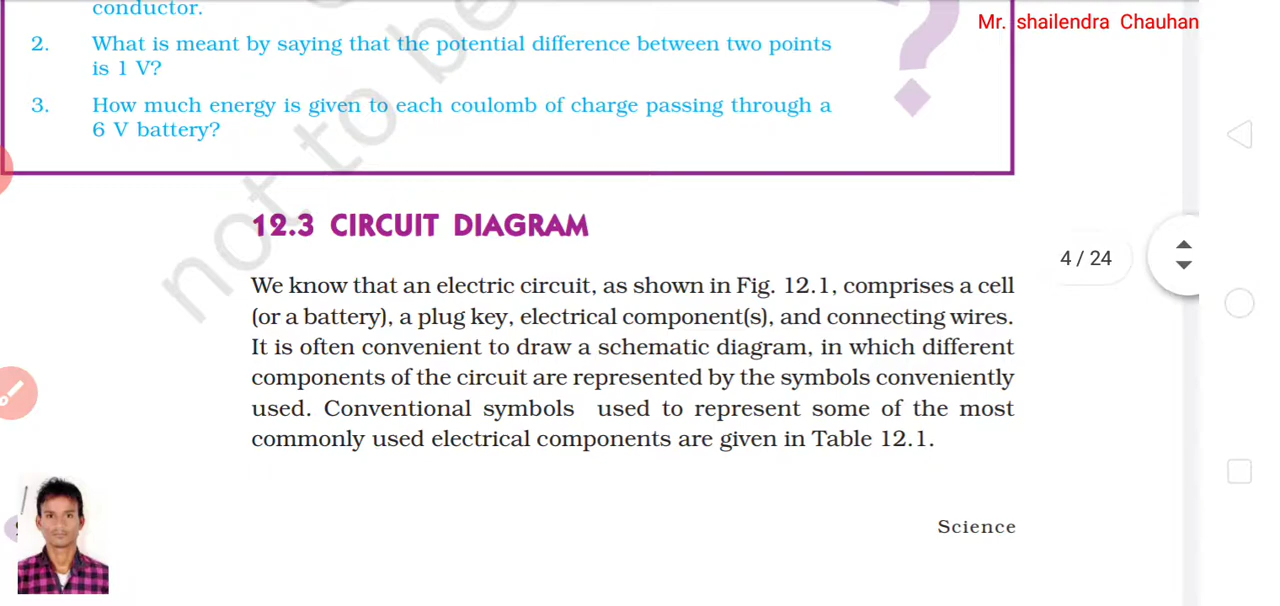 conductor.
Mr. shailendra Chauhan
2. What is meant by saying that the potential difference between two points
is 1 V?
3. How much energy is given to each coulomb of charge passing through a
6 V battery?
not to be
12.3 CIRCUIT DIAGRAM
4 / 24
We know that an electric circuit, as shown in Fig. 12.1, comprises a cell
(or a battery), a plug key, electrical component(s), and connecting wires.
It is often convenient to draw a schematic diagram, in which different
components of the circuit are represented by the symbols conveniently
used. Conventional symbols used to represent some of the most
commonly used electrical components are given in Table 12.1.
Science